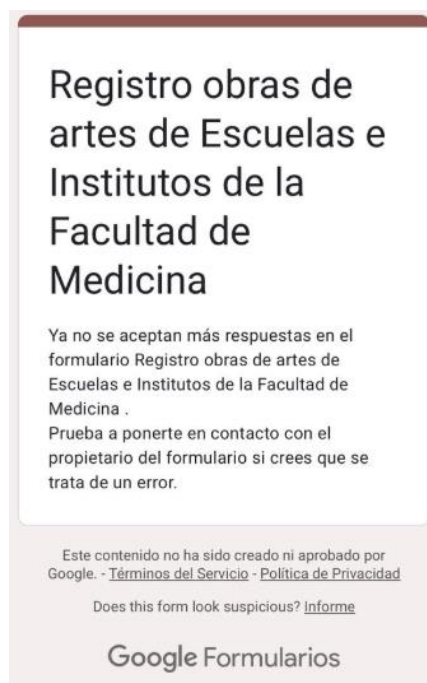 Registro obras de
artes de Escuelas e
Institutos de la
Facultad de
Medicina
Ya no se aceptan más respuestas en el
formulario Registro obras de artes de
Escuelas e Institutos de la Facultad de
Medicina .
Prueba a ponerte en contacto con el
propietario del formulario si crees que se
trata de un error.
Este contenido no ha sido creado ni aprobado por
Google. - Términos del Servicio - Política de Privacidad
Does this form look suspicious? Informe
Google Formularios